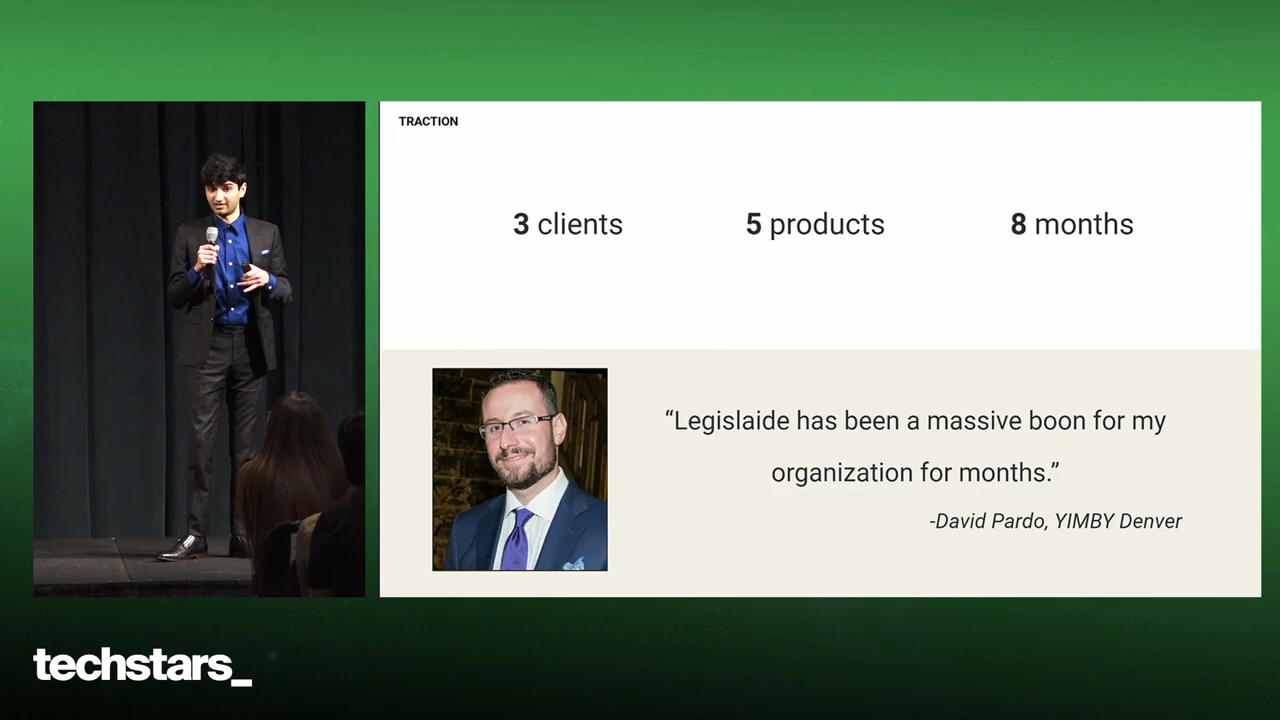 TRACTION
3 clients
5 products
8 months
“Legislaide has been a massive boon for my
organization for months.”
-David Pardo, YIMBY Denver
techstars_